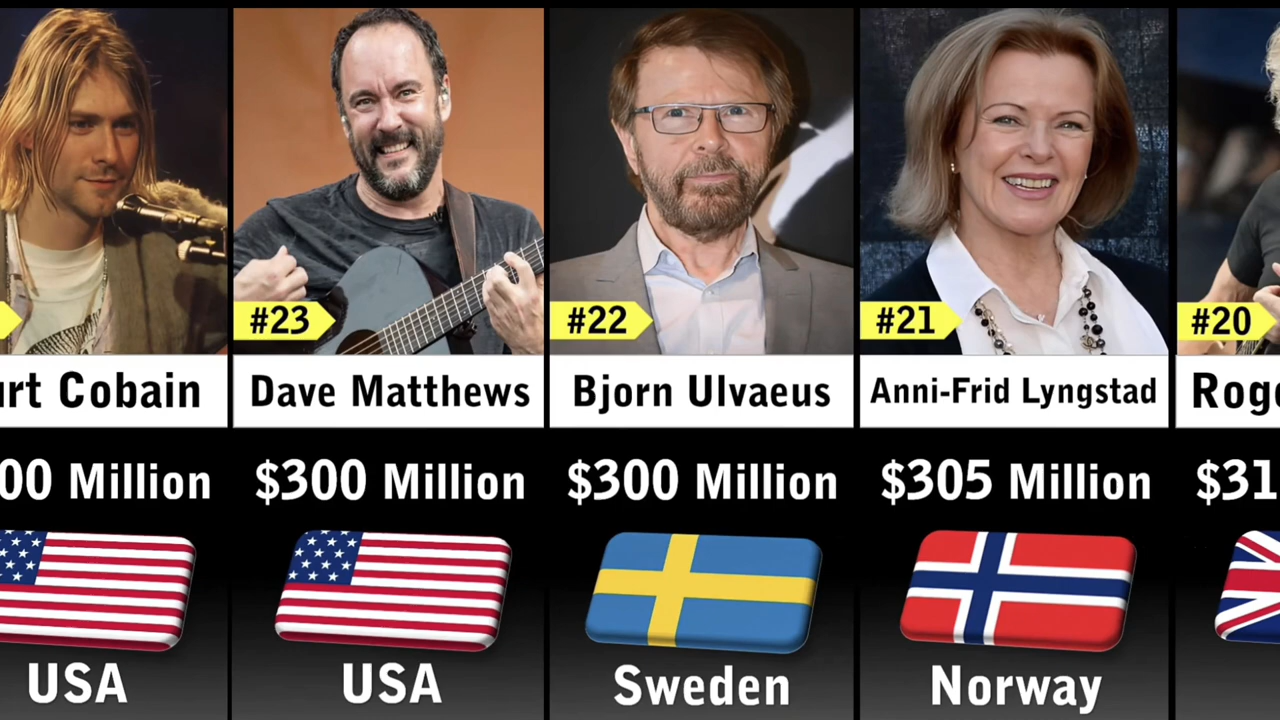 #23
#22
#21
#20
urt Cobain
Dave Matthews
Bjorn Ulvaeus
Anni-Frid Lyngstad
Rog
00 Million
$300 Million
$300 Million
$305 Million
$31
USA
USA
Sweden
Norway